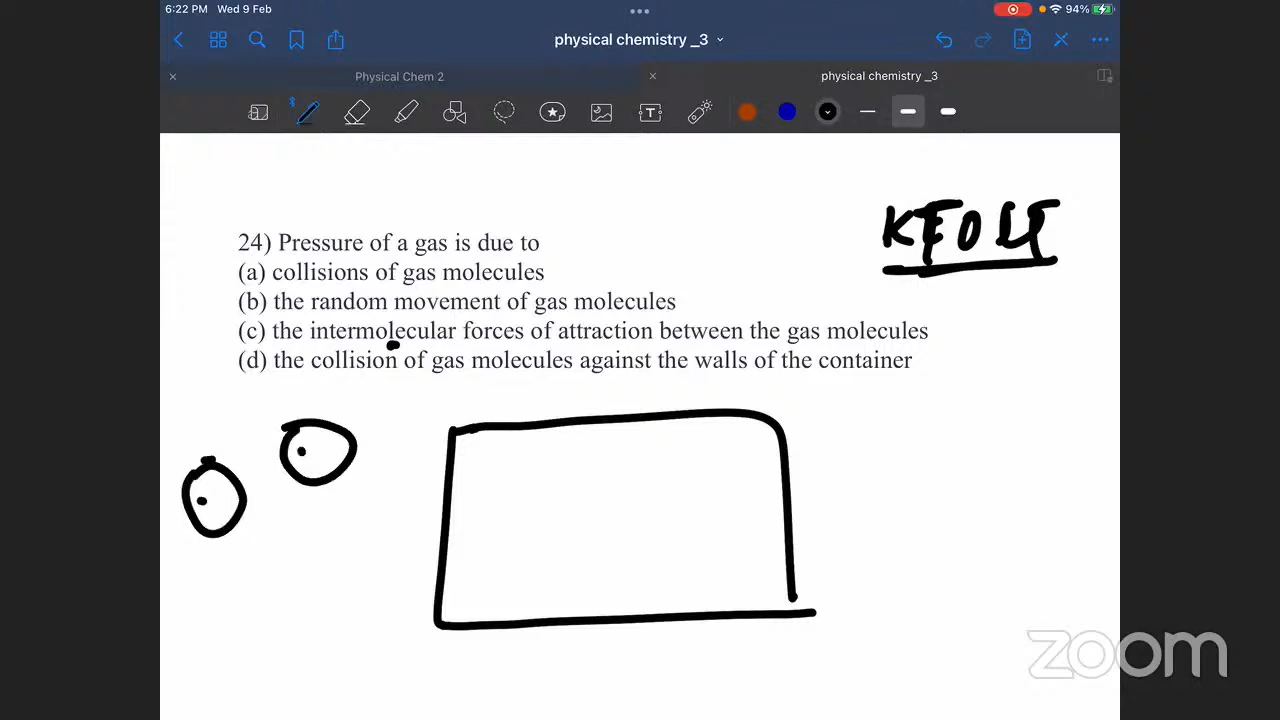 6:22 PM Wed 9 Feb
94%
physical chemistry _3
Physical Chem 2
physical chemistry _3
T
24) Pressure of a gas is due to
(a) collisions of gas molecules
(b) the random movement of gas molecules
(c) the intermolecular forces of attraction between the gas molecules
(d) the collision of gas molecules against the walls of the container
zoom